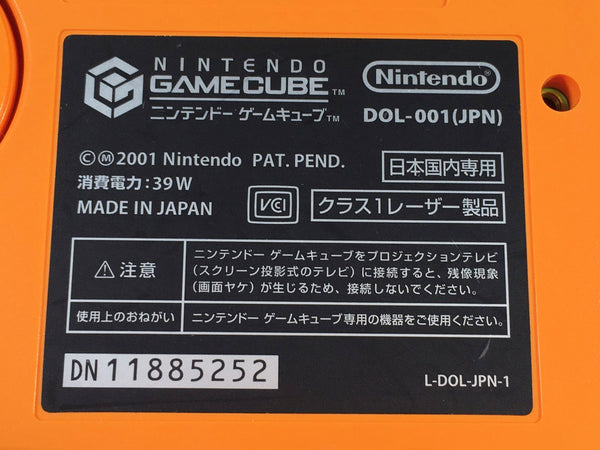 NINTENDO
GAMECUBE™
ニンテンドー ゲームキューブ™
Nintendo®
DOL-001(JPN)
©Ⓜ2001 Nintendo PAT. PEND.
日本国内専用
消費電力:39W
MADE IN JAPAN
VCI
クラス1レーザー製品
⚠注意
ニンテンドー ゲームキューブをプロジェクションテレビ
(スクリーン投影式のテレビ)に接続すると、残像現象
(画面ヤケ)が生じるため、接続しないでください。
使用上のおねがい
ニンテンドー ゲームキューブ専用の機器をご使用ください。
DN11885252
L-DOL-JPN-1